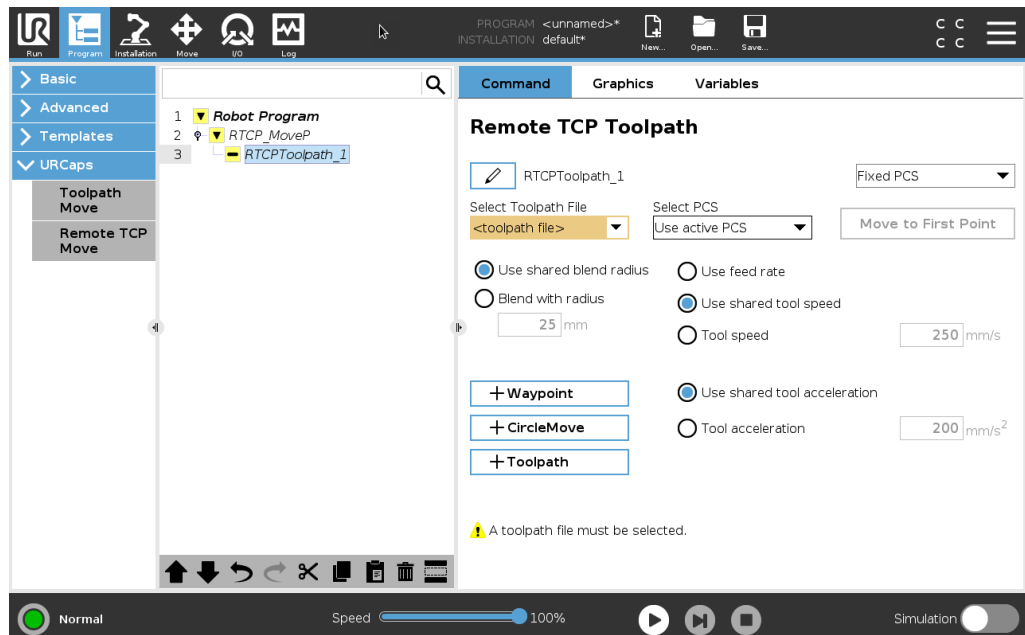 PROGRAM <unnamed>*
INSTALLATION default*
Run Program Installation Move I/O Log New... Open... Save...
C C
C C
Basic
Advanced
Templates
URCaps
Toolpath
Move
Remote TCP
Move
1 Robot Program
2 RTCP_MoveP
3 RTCPToolpath_1
Command Graphics Variables
Remote TCP Toolpath
RTCPToolpath_1 Fixed PCS
Select Toolpath File Select PCS
<toolpath file> Use active PCS Move to First Point
Use shared blend radius Use feed rate
Blend with radius Use shared tool speed
25 mm Tool speed 250 mm/s
+Waypoint Use shared tool acceleration
+CircleMove Tool acceleration 200 mm/s2
+Toolpath
A toolpath file must be selected.
Normal Speed 100% Simulation